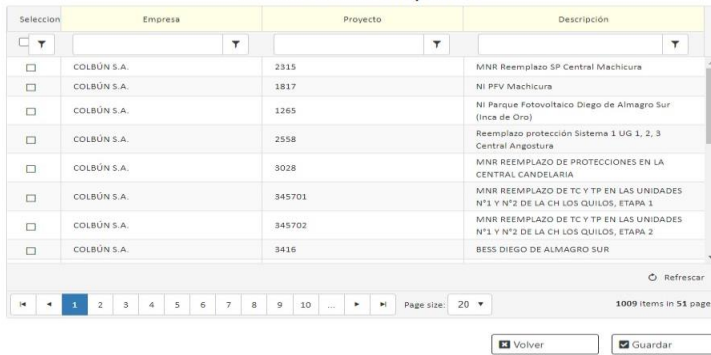 Seleccion Empresa Proyecto Descripción
COLBÚN S.A. 2315 MNR Reemplazo SP Central Machicura
COLBÚN S.A. 1817 NI PFV Machicura
COLBÚN S.A. 1265 NI Parque Fotovoltaico Diego de Almagro Sur
(Inca de Oro)
COLBÚN S.A. 2558 Reemplazo protección Sistema 1 UG 1, 2, 3
Central Angostura
COLBÚN S.A. 3028 MNR REEMPLAZO DE PROTECCIONES EN LA
CENTRAL CANDELARIA
COLBÚN S.A. 345701 MNR REEMPLAZO DE TC Y TP EN LAS UNIDADES
N°1 Y N°2 DE LA CH LOS QUILOS, ETAPA 1
COLBÚN S.A. 345702 MNR REEMPLAZO DE TC Y TP EN LAS UNIDADES
N°1 Y N°2 DE LA CH LOS QUILOS, ETAPA 2
COLBÚN S.A. 3416 BESS DIEGO DE ALMAGRO SUR
Refrescar
1 2 3 4 5 6 7 8 9 10 ... Page size: 20 1009 items in 51 page
Volver Guardar